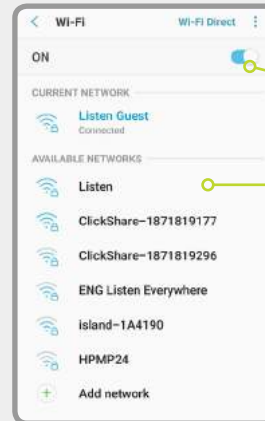 Wi-Fi Wi-Fi Direct
ON
CURRENT NETWORK
Listen Guest
Connected
AVAILABLE NETWORKS
Listen
ClickShare-1871819177
ClickShare-1871819296
ENG Listen Everywhere
island-1A4190
HPMP24
Add network